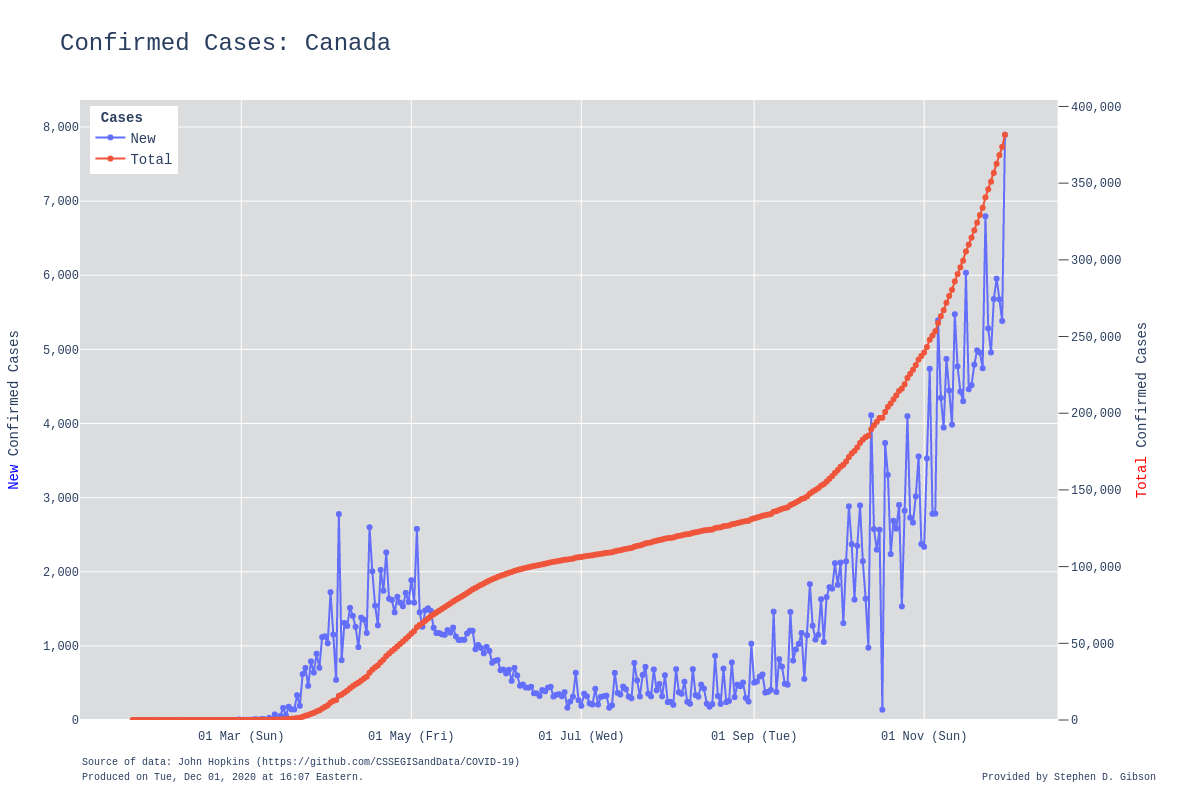 Confirmed Cases: Canada
Cases
New
Total
8,000
7,000
6,000
5,000
4,000
3,000
2,000
1,000
0
New Confirmed Cases
400,000
350,000
300,000
250,000
200,000
150,000
100,000
50,000
0
Total Confirmed Cases
01 Mar (Sun)
01 May (Fri)
01 Jul (Wed)
01 Sep (Tue)
01 Nov (Sun)
Source of data: John Hopkins (https://github.com/CSSEGISandData/COVID-19)
Produced on Tue, Dec 01, 2020 at 16:07 Eastern.
Provided by Stephen D. Gibson